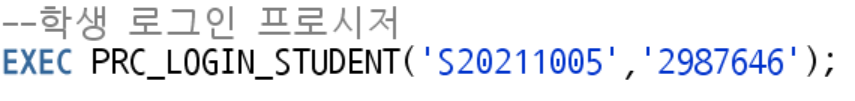 --학생 로그인 프로시저
EXEC PRC_LOGIN_STUDENT('S20211005','2987646');